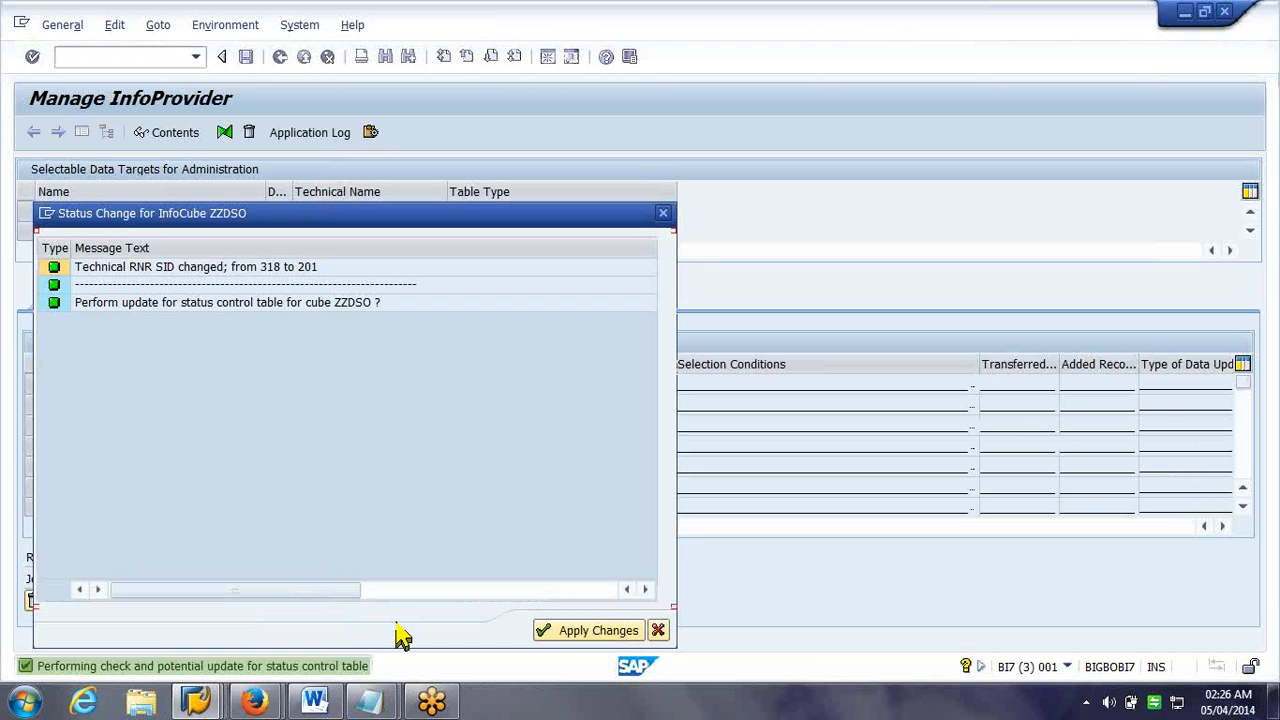 General Edit Goto Environment System Help
Manage InfoProvider
Contents Application Log
Selectable Data Targets for Administration
Name D... Technical Name Table Type
Status Change for InfoCube ZZDSO
Type Message Text
Technical RNR SID changed; from 318 to 201
------------------------------------------------------------------------
Perform update for status control table for cube ZZDSO ?
Selection Conditions Transferred... Added Reco... Type of Data Upd
Apply Changes
Performing check and potential update for status control table
SAP
BI7 (3) 001 BIGBOBI7 INS
02:26 AM
05/04/2014